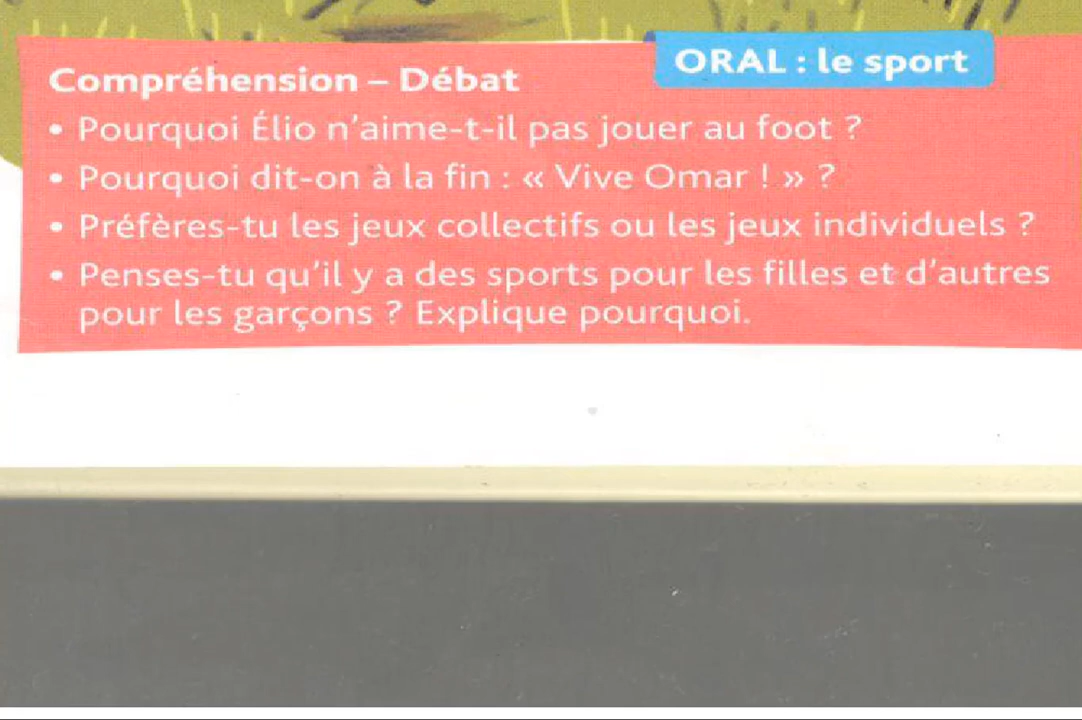 ORAL : le sport
Compréhension – Débat
• Pourquoi Élio n'aime-t-il pas jouer au foot ?
• Pourquoi dit-on à la fin : « Vive Omar ! » ?
• Préfères-tu les jeux collectifs ou les jeux individuels ?
• Penses-tu qu'il y a des sports pour les filles et d'autres
pour les garçons ? Explique pourquoi.